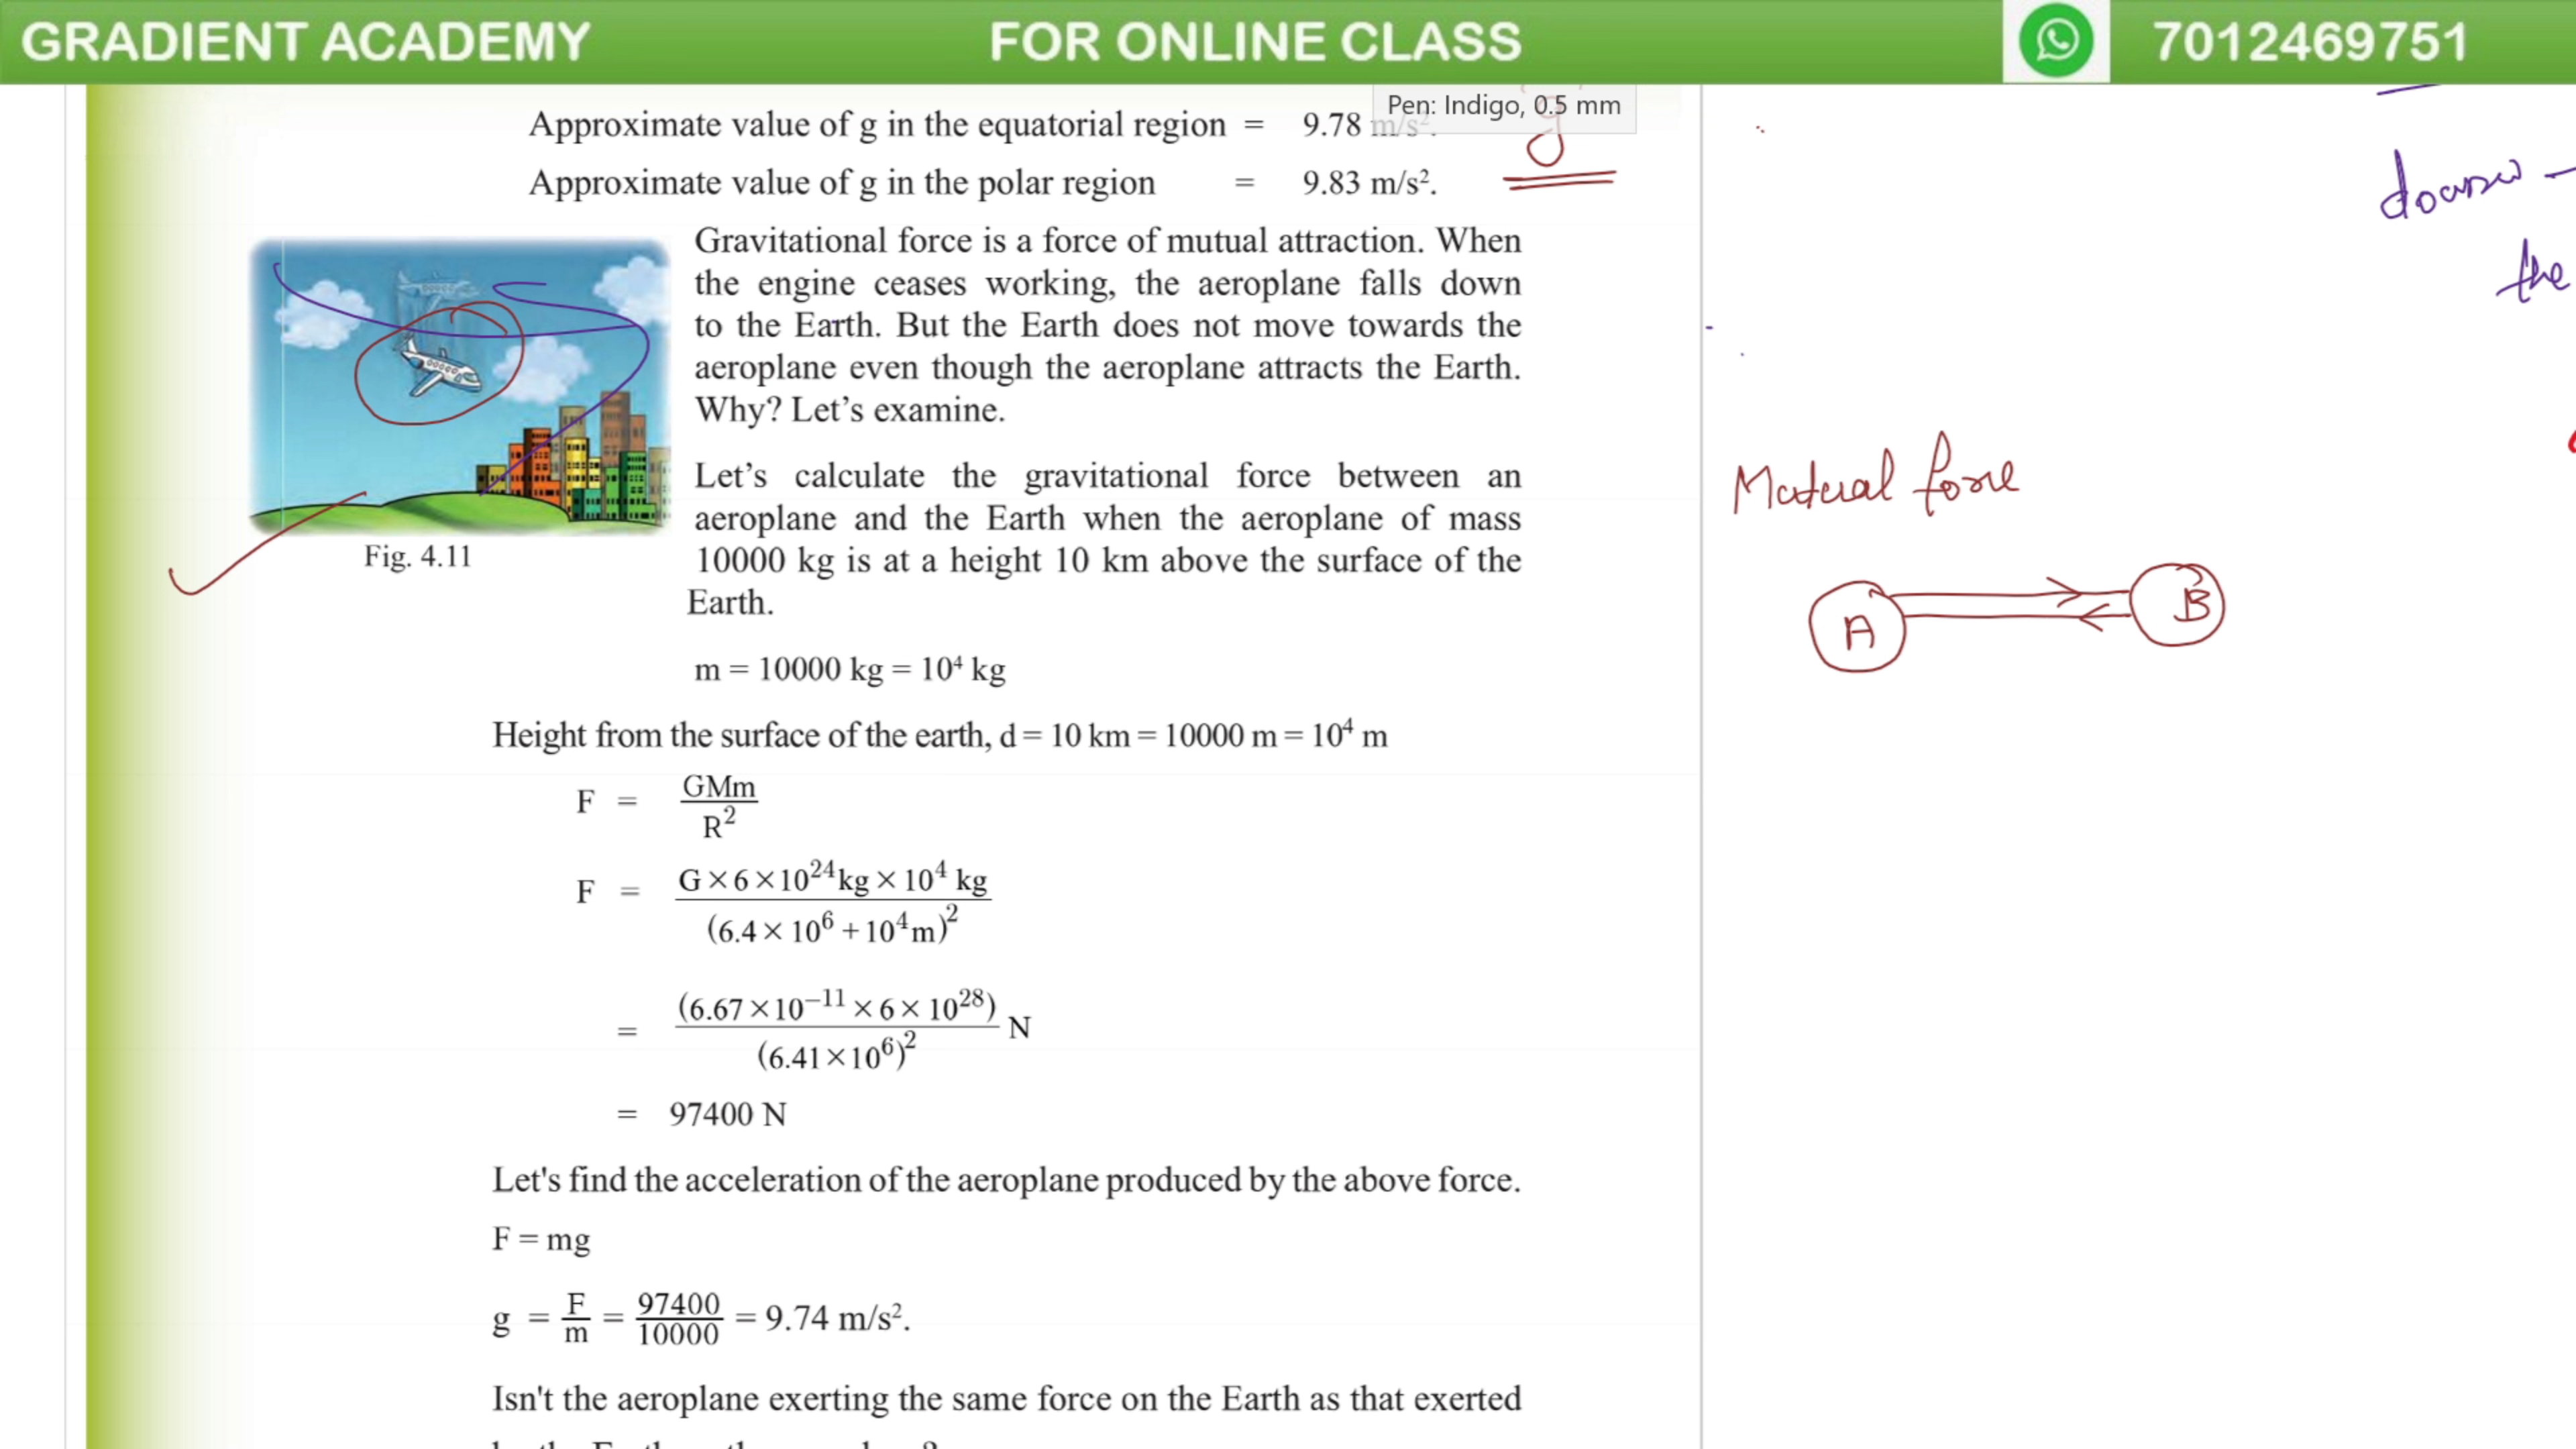 GRADIENT ACADEMY FOR ONLINE CLASS 7012469751
Pen: Indigo, 0.5 mm
Approximate value of g in the equatorial region = 9.78 m/s².
g
Approximate value of g in the polar region = 9.83 m/s².
Gravitational force is a force of mutual attraction. When
the engine ceases working, the aeroplane falls down
to the Earth. But the Earth does not move towards the
aeroplane even though the aeroplane attracts the Earth.
Why? Let's examine.
Let's calculate the gravitational force between an
aeroplane and the Earth when the aeroplane of mass
10000 kg is at a height 10 km above the surface of the
Earth.
Fig. 4.11
m = 10000 kg = 10⁴ kg
Height from the surface of the earth, d = 10 km = 10000 m = 10⁴ m
F = GMm / R²
F = G × 6 × 10²⁴ kg × 10⁴ kg / (6.4 × 10⁶ + 10⁴ m)²
= (6.67 × 10⁻¹¹ × 6 × 10²⁸) / (6.41 × 10⁶)² N
= 97400 N
Let's find the acceleration of the aeroplane produced by the above force.
F = mg
g = F/m = 97400/10000 = 9.74 m/s².
Isn't the aeroplane exerting the same force on the Earth as that exerted
the
force
A B